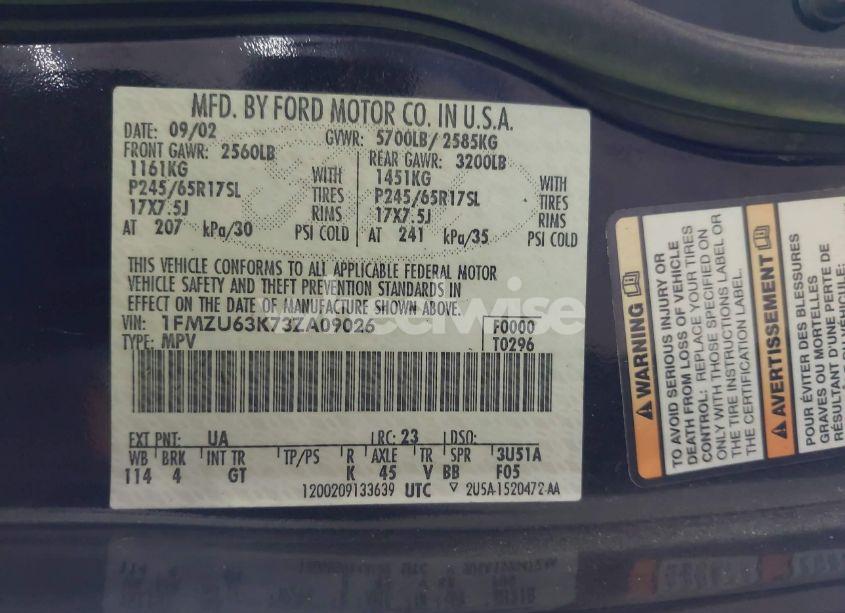 MFD. BY FORD MOTOR CO. IN U.S.A.
DATE: 09/02 GVWR: 5700LB/ 2585KG
FRONT GAWR: 2560LB REAR GAWR: 3200LB
1161KG WITH 1451KG WITH
P245/65R17SL TIRES P245/65R17SL TIRES
17X7.5J RIMS 17X7.5J RIMS
AT 207 kPa/30 PSI COLD AT 241 kPa/35 PSI COLD
THIS VEHICLE CONFORMS TO ALL APPLICABLE FEDERAL MOTOR
VEHICLE SAFETY AND THEFT PREVENTION STANDARDS IN
EFFECT ON THE DATE OF MANUFACTURE SHOWN ABOVE.
VIN: 1FMZU63K73ZA09026 F0000
TYPE: MPV T0296
EXT PNT: UA RC: 23 DSO:
WB BRK INT TR TP/PS R AXLE TR SPR 3U51A
114 4 GT K 45 V BB F05
1200209133639 UTC 2U5A-1520472-AA
WARNING
TO AVOID SERIOUS INJURY OR
DEATH FROM LOSS OF VEHICLE
CONTROL: REPLACE YOUR TIRES
ONLY WITH THOSE SPECIFIED ON
THE TIRE INSTRUCTIONS LABEL OR
THE CERTIFICATION LABEL.
AVERTISSEMENT
POUR ÉVITER DES BLESSURES
GRAVES OU MORTELLES
RÉSULTANT D'UNE PERTE DE